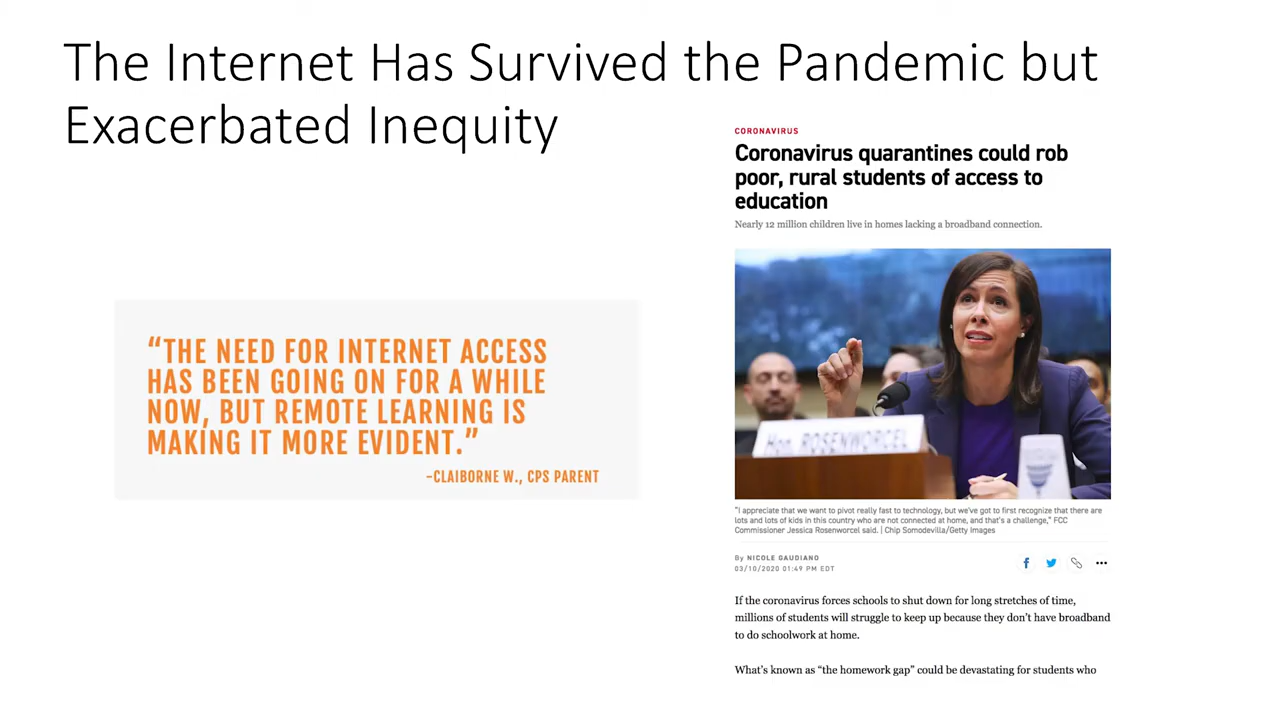 The Internet Has Survived the Pandemic but
Exacerbated Inequity
“THE NEED FOR INTERNET ACCESS
HAS BEEN GOING ON FOR A WHILE
NOW, BUT REMOTE LEARNING IS
MAKING IT MORE EVIDENT.”
-CLAIBORNE W., CPS PARENT
CORONAVIRUS
Coronavirus quarantines could rob
poor, rural students of access to
education
Nearly 12 million children live in homes lacking a broadband connection.
Hon. ROSENWORCEL
"I appreciate that we want to pivot really fast to technology, but we've got to first recognize that there are
lots and lots of kids in this country who are not connected at home, and that's a challenge," FCC
Commissioner Jessica Rosenworcel said. | Chip Somodevilla/Getty Images
By NICOLE GAUDIANO
03/10/2020 01:49 PM EDT
If the coronavirus forces schools to shut down for long stretches of time,
millions of students will struggle to keep up because they don’t have broadband
to do schoolwork at home.
What’s known as “the homework gap” could be devastating for students who